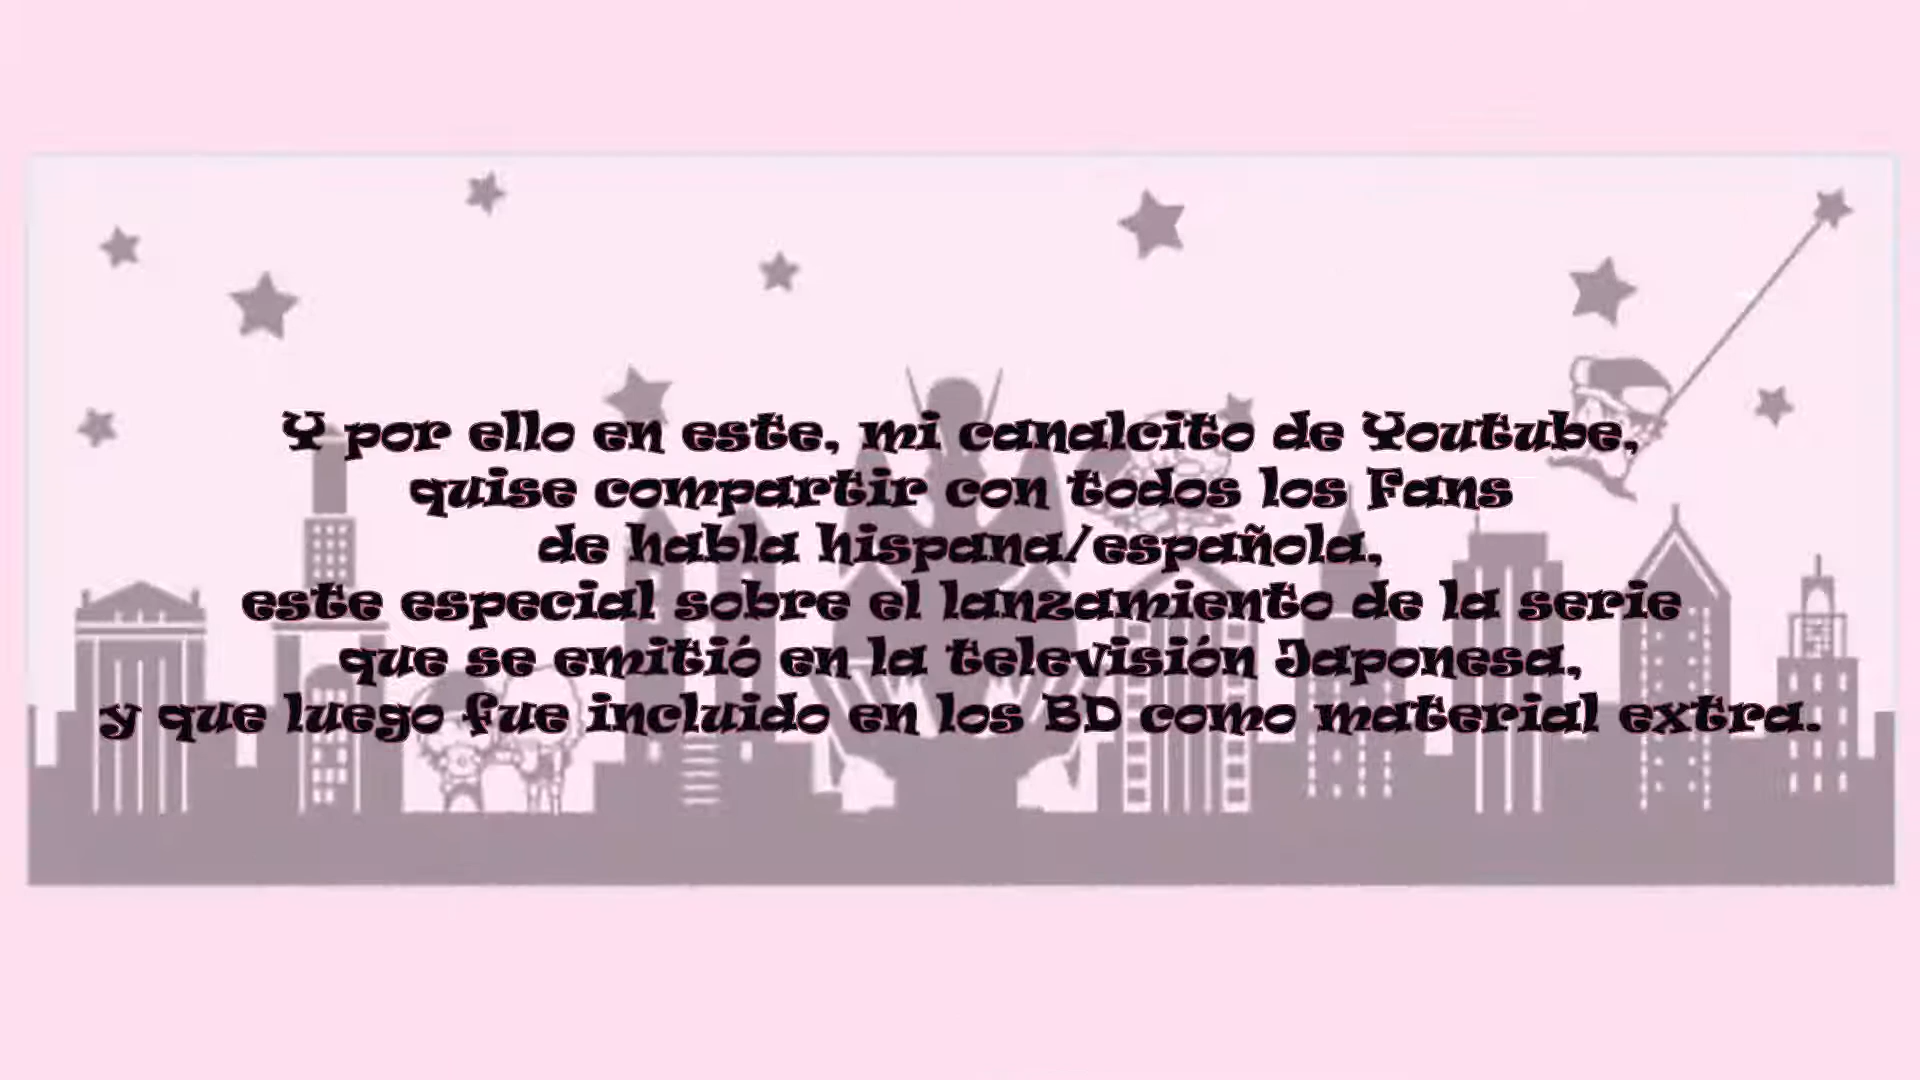 Y por ello en este, mi canalcito de Youtube,
quise compartir con todos los Fans
de habla hispana/española,
este especial sobre el lanzamiento de la serie
que se emitió en la televisión Japonesa,
y que luego fue incluido en los BD como material extra.